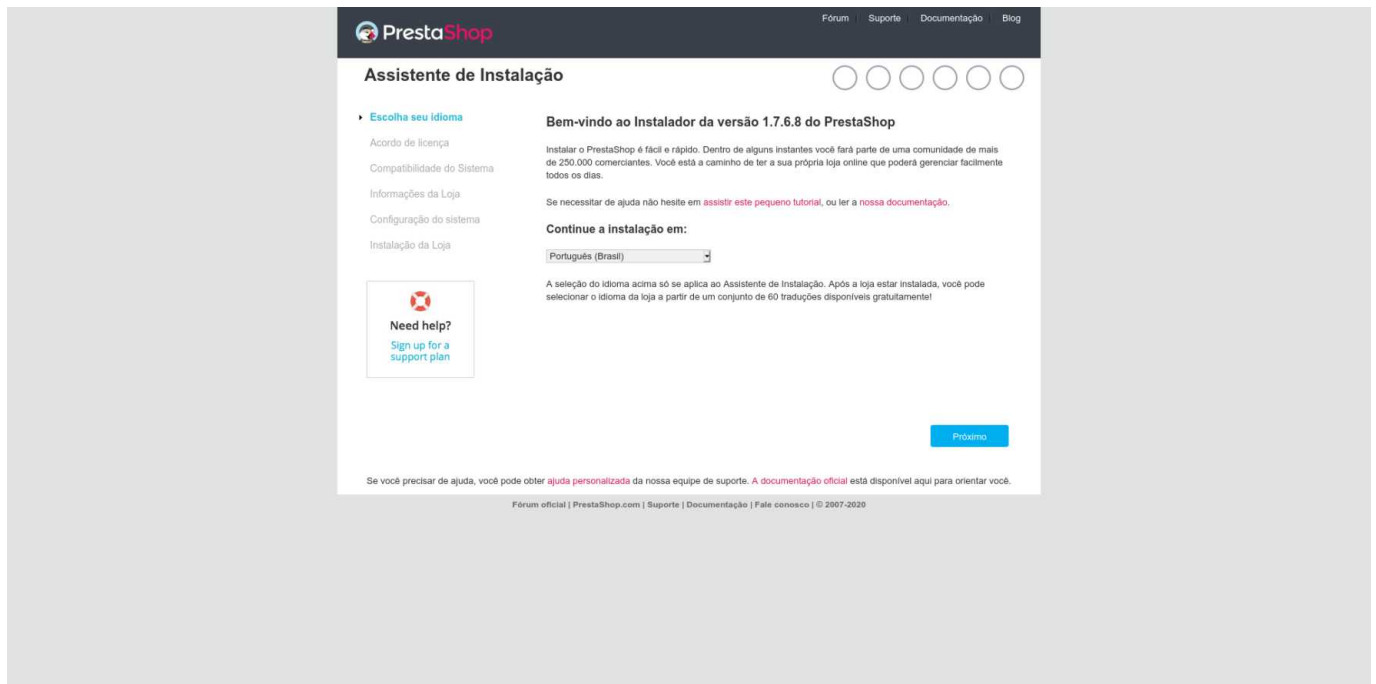 PrestaShop
Fórum
Suporte
Documentação
Blog
Assistente de Instalação
Escolha seu idioma
Acordo de licença
Compatibilidade do Sistema
Informações da Loja
Configuração do sistema
Instalação da Loja
Need help?
Sign up for a
support plan
Bem-vindo ao Instalador da versão 1.7.6.8 do PrestaShop
Instalar o PrestaShop é fácil e rápido. Dentro de alguns instantes você fará parte de uma comunidade de mais
de 250.000 comerciantes. Você está a caminho de ter a sua própria loja online que poderá gerenciar facilmente
todos os dias.
Se necessitar de ajuda não hesite em assistir este pequeno tutorial, ou ler a nossa documentação.
Continue a instalação em:
Português (Brasil)
A seleção do idioma acima só se aplica ao Assistente de Instalação. Após a loja estar instalada, você pode
selecionar o idioma da loja a partir de um conjunto de 60 traduções disponíveis gratuitamente!
Próximo
Se você precisar de ajuda, você pode obter ajuda personalizada da nossa equipe de suporte. A documentação oficial está disponível aqui para orientar você.
Fórum oficial | PrestaShop.com | Suporte | Documentação | Fale conosco | © 2007-2020